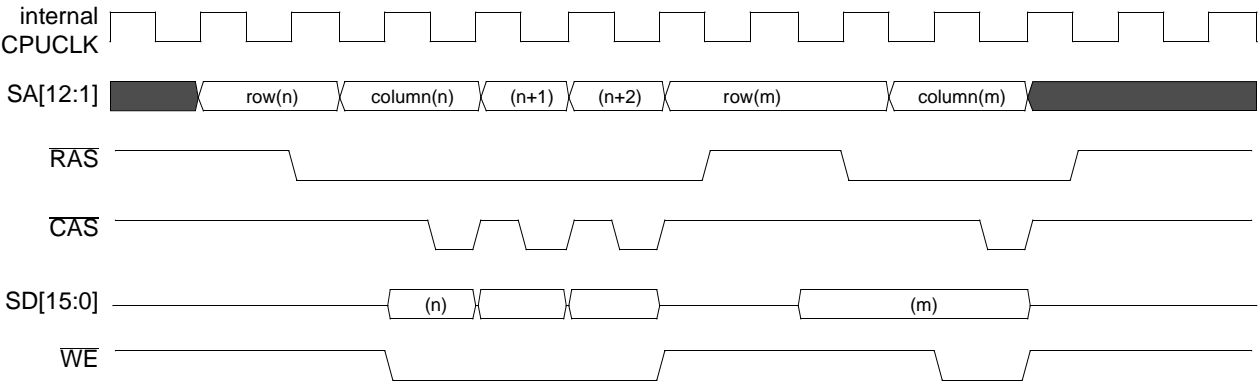 internal
CPUCLK
SA[12:1] row(n) column(n) (n+1) (n+2) row(m) column(m)
RAS
CAS
SD[15:0] (n) (m)
WE